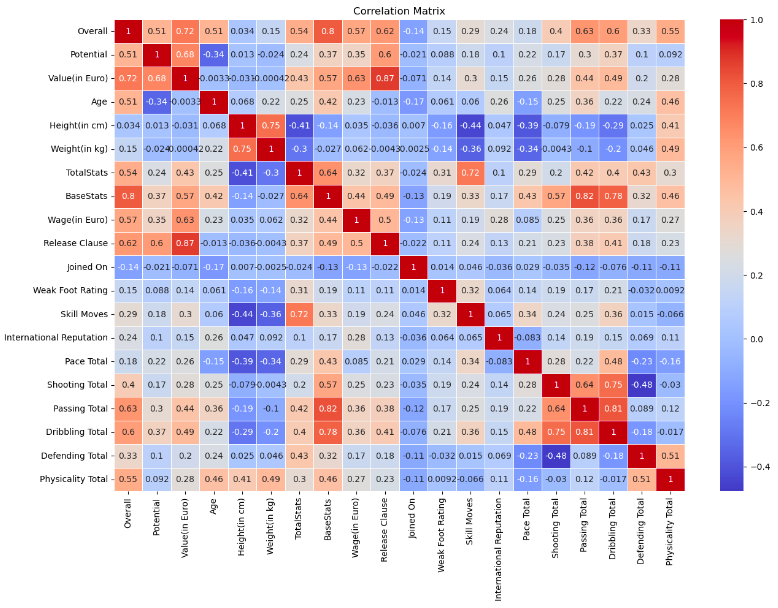 Correlation Matrix
Overall 1 0.51 0.72 0.51 0.034 0.15 0.54 0.8 0.57 0.62 -0.14 0.15 0.29 0.24 0.18 0.4 0.63 0.6 0.33 0.55
Potential 0.51 1 0.68 -0.34 0.013 -0.024 0.24 0.37 0.35 0.6 -0.021 0.088 0.18 0.1 0.22 0.17 0.3 0.37 0.1 0.092
Value(in Euro) 0.72 0.68 1 -0.0033 -0.031 -0.00042 0.43 0.57 0.63 0.87 -0.071 0.14 0.3 0.15 0.26 0.28 0.44 0.49 0.2 0.28
Age 0.51 -0.34 -0.0033 1 0.068 0.22 0.25 0.42 0.23 -0.013 -0.17 0.061 0.06 0.26 -0.15 0.25 0.36 0.22 0.24 0.46
Height(in cm) 0.034 0.013 -0.031 0.068 1 0.75 -0.41 -0.14 0.035 -0.036 0.007 -0.16 -0.44 0.047 -0.39 -0.079 -0.19 -0.29 0.025 0.41
Weight(in kg) 0.15 -0.024 -0.00042 0.22 0.75 1 -0.3 -0.027 0.062 -0.0043 0.0025 -0.14 -0.36 0.092 -0.34 0.0043 -0.1 -0.2 0.046 0.49
TotalStats 0.54 0.24 0.43 0.25 -0.41 -0.3 1 0.64 0.32 0.37 -0.024 0.31 0.72 0.1 0.29 0.2 0.42 0.4 0.43 0.3
BaseStats 0.8 0.37 0.57 0.42 -0.14 -0.027 0.64 1 0.44 0.49 -0.13 0.19 0.33 0.17 0.43 0.57 0.82 0.78 0.32 0.46
Wage(in Euro) 0.57 0.35 0.63 0.23 0.035 0.062 0.32 0.44 1 0.5 -0.13 0.11 0.19 0.28 0.085 0.25 0.36 0.36 0.17 0.27
Release Clause 0.62 0.6 0.87 -0.013 -0.036 -0.0043 0.37 0.49 0.5 1 -0.022 0.11 0.24 0.13 0.21 0.23 0.38 0.41 0.18 0.23
Joined On -0.14 -0.021 -0.071 -0.17 0.007 -0.0025 -0.024 -0.13 -0.13 -0.022 1 0.014 0.046 -0.036 0.029 -0.035 -0.12 -0.076 -0.11 -0.11
Weak Foot Rating 0.15 0.088 0.14 0.061 -0.16 -0.14 0.31 0.19 0.11 0.11 0.014 1 0.32 0.064 0.14 0.19 0.17 0.21 -0.032 0.0092
Skill Moves 0.29 0.18 0.3 0.06 -0.44 -0.36 0.72 0.33 0.19 0.24 0.046 0.32 1 0.065 0.34 0.24 0.25 0.36 0.015 -0.066
International Reputation 0.24 0.1 0.15 0.26 0.047 0.092 0.1 0.17 0.28 0.13 -0.036 0.064 0.065 1 -0.083 0.14 0.19 0.15 0.069 0.11
Pace Total 0.18 0.22 0.26 -0.15 -0.39 -0.34 0.29 0.43 0.085 0.21 0.029 0.14 0.34 -0.083 1 0.28 0.22 0.48 -0.23 -0.16
Shooting Total 0.4 0.17 0.28 0.25 -0.079 -0.0043 0.2 0.57 0.25 0.23 -0.035 0.19 0.24 0.14 0.28 1 0.64 0.75 -0.48 -0.03
Passing Total 0.63 0.3 0.44 0.36 -0.19 -0.1 0.42 0.82 0.36 0.38 -0.12 0.17 0.25 0.19 0.22 0.64 1 0.81 0.089 0.12
Dribbling Total 0.6 0.37 0.49 0.22 -0.29 -0.2 0.4 0.78 0.36 0.41 -0.076 0.21 0.36 0.15 0.48 0.75 0.81 1 -0.18 -0.017
Defending Total 0.33 0.1 0.2 0.24 0.025 0.046 0.43 0.32 0.17 0.18 -0.11 -0.032 0.015 0.069 -0.23 -0.48 0.089 -0.18 1 0.51
Physicality Total 0.55 0.092 0.28 0.46 0.41 0.49 0.3 0.46 0.27 0.23 -0.11 0.0092 -0.066 0.11 -0.16 -0.03 0.12 -0.017 0.51 1
Overall
Potential
Value(in Euro)
Age
Height(in cm)
Weight(in kg)
TotalStats
BaseStats
Wage(in Euro)
Release Clause
Joined On
Weak Foot Rating
Skill Moves
International Reputation
Pace Total
Shooting Total
Passing Total
Dribbling Total
Defending Total
Physicality Total
1.0
0.8
0.6
0.4
0.2
0.0
−0.2
−0.4